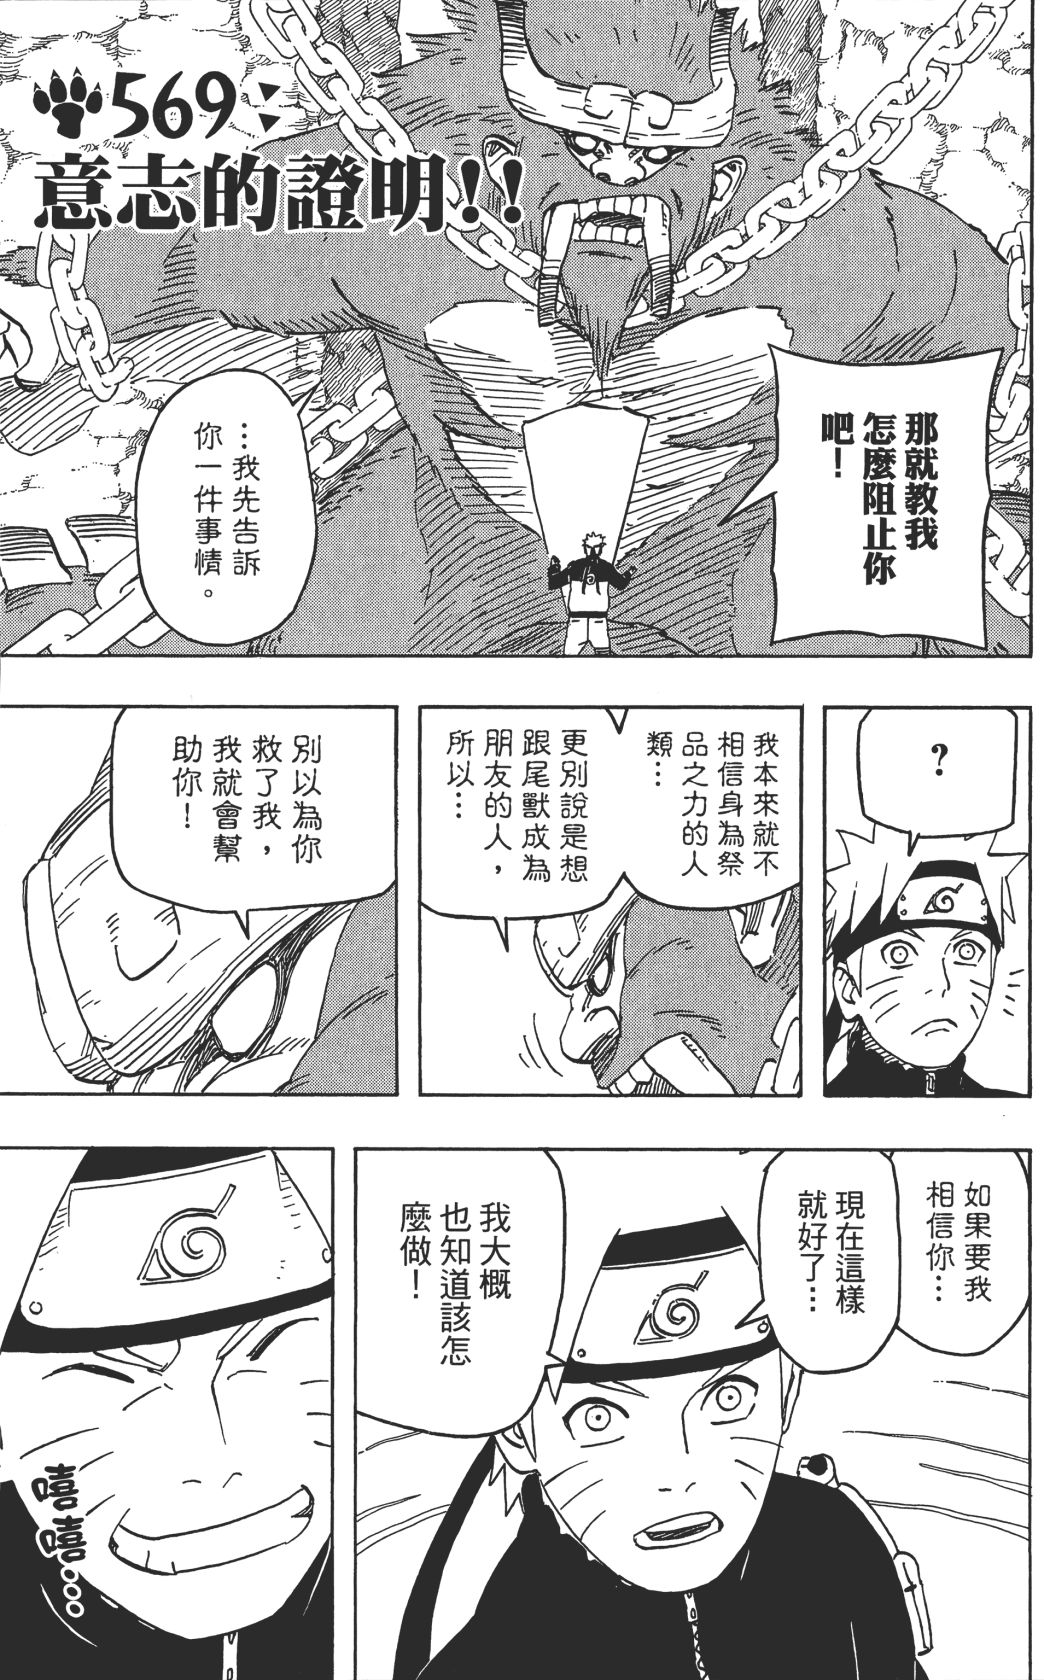 569:
意志的證明!!
那就教我
怎麼阻止你
吧!
…我先告訴
你一件事情。
?
我本來就不
相信身為祭
品之力的人
類…
更別說是想
跟尾獸成為
朋友的人，
所以…
別以為你
救了我，
我就會幫
助你!
如果要我
相信你…
現在這樣
就好了…
我大概
也知道該怎
麼做!
嘻嘻…